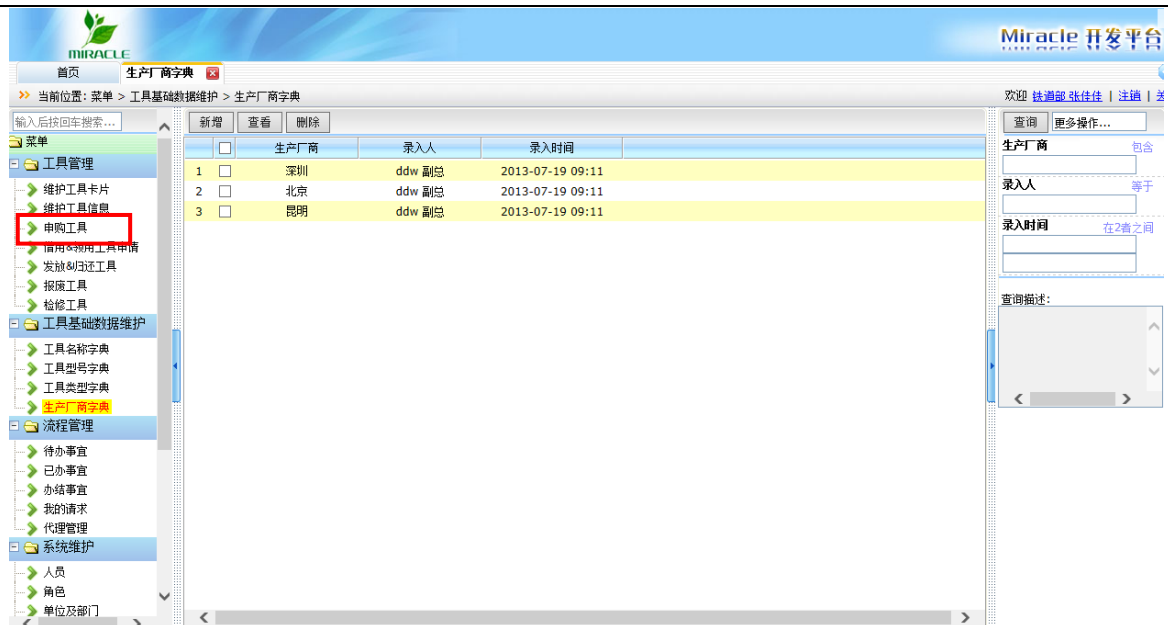 MIRACLE
Miracle 开发平台
首页 生产厂商字典
当前位置: 菜单 > 工具基础数据维护 > 生产厂商字典
欢迎 铁道部 张佳佳 | 注销 |
输入后按回车搜索...
新增 查看 删除
查询 更多操作...
菜单
工具管理
维护工具卡片
维护工具信息
申购工具
借用&领用工具申请
发放&归还工具
报废工具
检修工具
工具基础数据维护
工具名称字典
工具型号字典
工具类型字典
生产厂商字典
流程管理
待办事宜
已办事宜
办结事宜
我的请求
代理管理
系统维护
人员
角色
单位及部门
生产厂商 录入人 录入时间
1 深圳 ddw 副总 2013-07-19 09:11
2 北京 ddw 副总 2013-07-19 09:11
3 昆明 ddw 副总 2013-07-19 09:11
生产厂商 包含
录入人 等于
录入时间 在2者之间
查询描述: